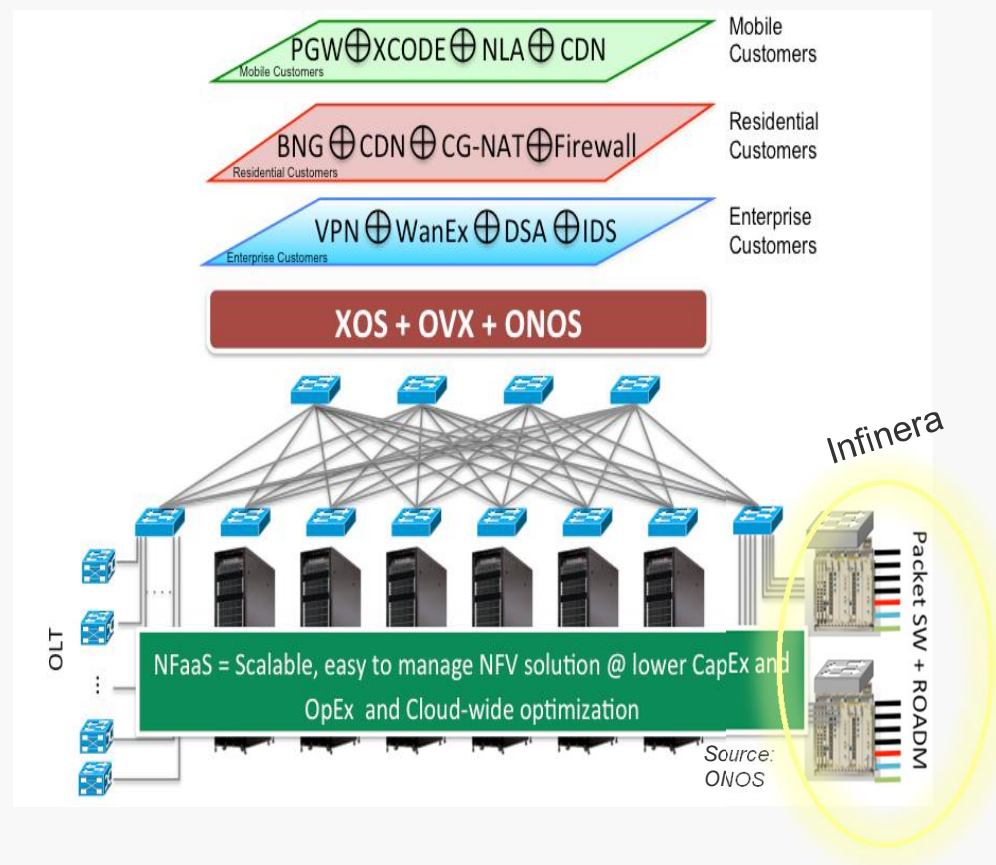 PGW⊕XCODE⊕ NLA⊕ CDN
Mobile Customers
Mobile
Customers
BNG ⊕CDN⊕ CG-NAT⊕Firewall
Residential Customers
Residential
Customers
VPN ⊕WanEx ⊕DSA ⊕IDS
Enterprise Customers
Enterprise
Customers
XOS + OVX + ONOS
Infinera
OLT
Packet SW + ROADM
NFaaS = Scalable, easy to manage NFV solution @ lower CapEx and
OpEx and Cloud-wide optimization
Source:
ONOS